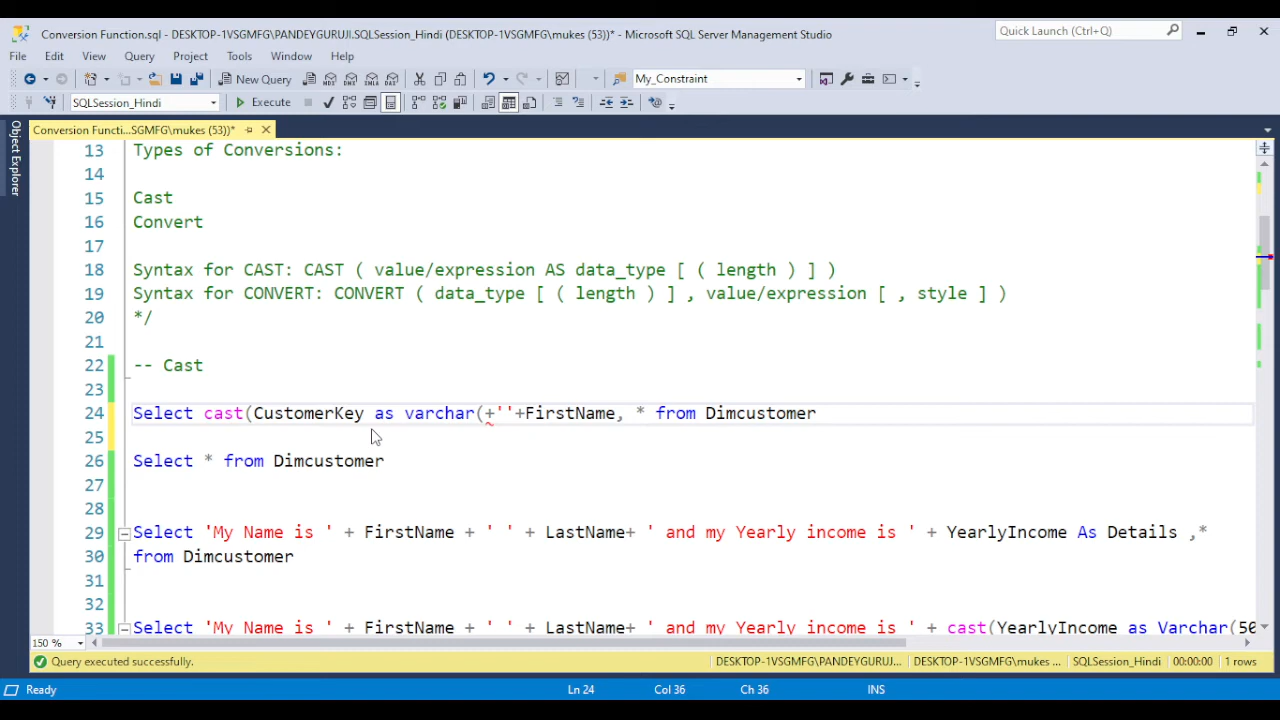 Conversion Function.sql - DESKTOP-1VSGMFG\PANDEYGURUJI.SQLSession_Hindi (DESKTOP-1VSGMFG\mukes (53))* - Microsoft SQL Server Management Studio
Quick Launch (Ctrl+Q)
File Edit View Query Project Tools Window Help
New Query
My_Constraint
SQLSession_Hindi
Execute
Conversion Functi...SGMFG\mukes (53))*
Object Explorer
13 Types of Conversions:
14
15 Cast
16 Convert
17
18 Syntax for CAST: CAST ( value/expression AS data_type [ ( length ) ] )
19 Syntax for CONVERT: CONVERT ( data_type [ ( length ) ] , value/expression [ , style ] )
20 */
21
22 -- Cast
23
24 Select cast(CustomerKey as varchar(+''+FirstName, * from Dimcustomer
25
26 Select * from Dimcustomer
27
28
29 Select 'My Name is ' + FirstName + ' ' + LastName+ ' and my Yearly income is ' + YearlyIncome As Details ,*
30 from Dimcustomer
31
32
33 Select 'My Name is ' + FirstName + ' ' + LastName+ ' and my Yearly income is ' + cast(YearlyIncome as Varchar(50
150 %
Query executed successfully.
DESKTOP-1VSGMFG\PANDEYGURUJ... DESKTOP-1VSGMFG\mukes ... SQLSession_Hindi 00:00:00 1 rows
Ready Ln 24 Col 36 Ch 36 INS